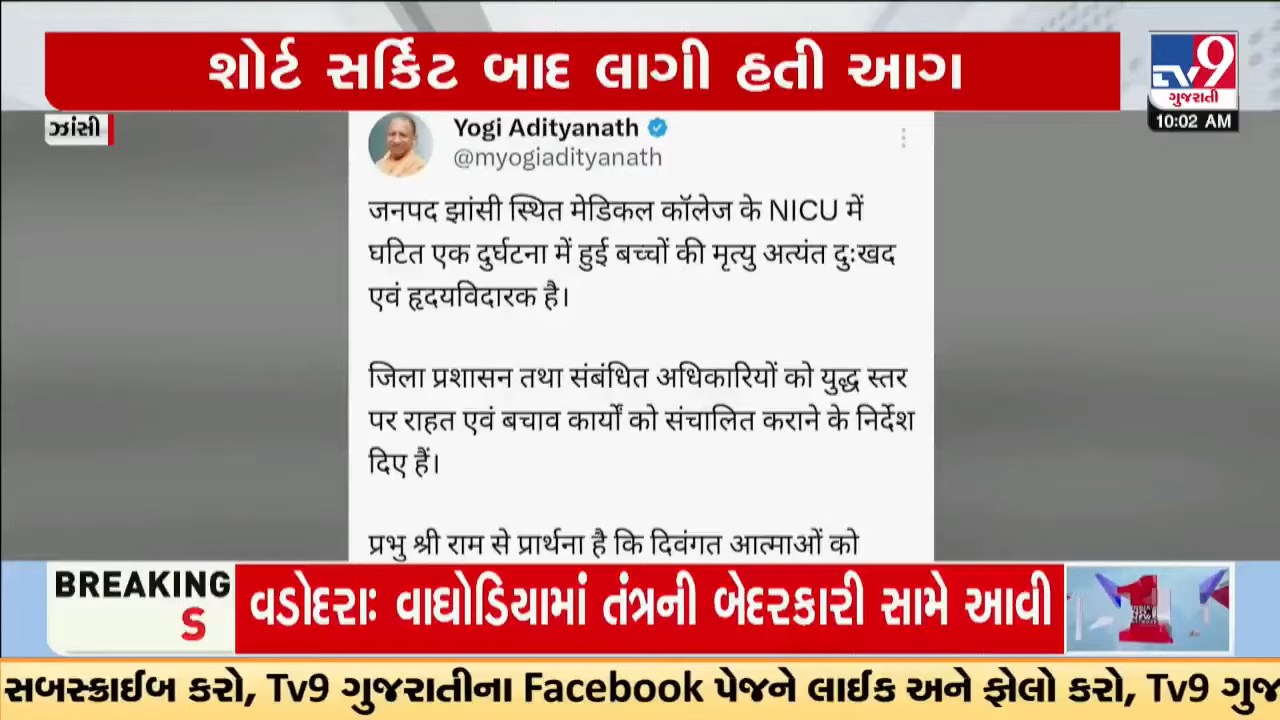 શોર્ટ સર્કિટ બાદ લાગી હતી આગ
TV9
ગુજરાતી
10:02 AM
ઝાંસી
Yogi Adityanath
@myogiadityanath
जनपद झांसी स्थित मेडिकल कॉलेज के NICU में
घटित एक दुर्घटना में हुई बच्चों की मृत्यु अत्यंत दुःखद
एवं हृदयविदारक है।
जिला प्रशासन तथा संबंधित अधिकारियों को युद्ध स्तर
पर राहत एवं बचाव कार्यों को संचालित कराने के निर्देश
दिए हैं।
प्रभु श्री राम से प्रार्थना है कि दिवंगत आत्माओं को
BREAKING
S
વડોદરાઃ વાઘોડિયામાં તંત્રની બેદરકારી સામે આવી
1
સબસ્ક્રાઈબ કરો, Tv9 ગુજરાતીના Facebook પેજને લાઈક અને ફોલો કરો, Tv9 ગુજ